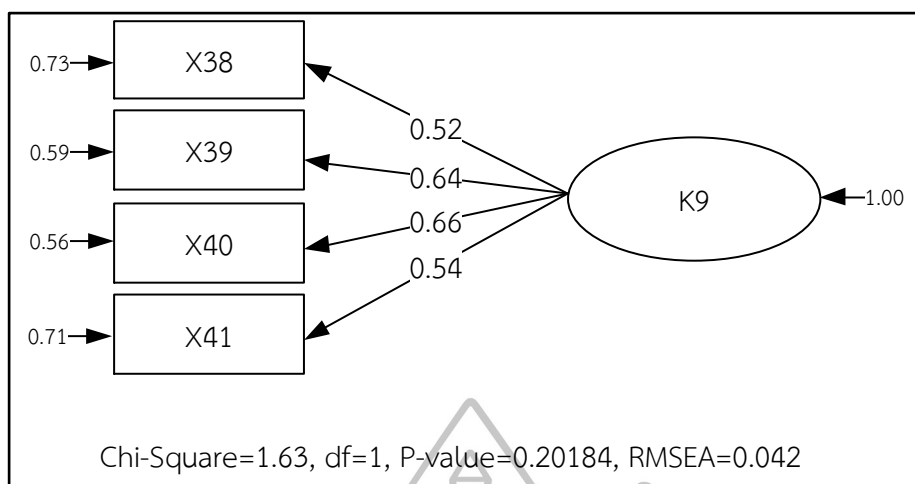 0.73 X38
0.52
0.59 X39
0.64
K9 1.00
0.66
0.56 X40
0.54
0.71 X41
Chi-Square=1.63, df=1, P-value=0.20184, RMSEA=0.042